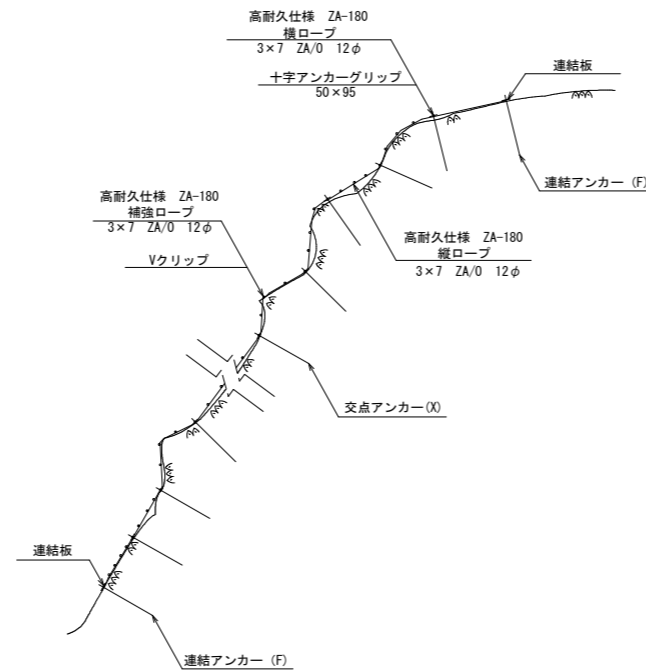 高耐久仕様　ZA-180
横ロープ
3×7　ZA/O　12φ
十字アンカーグリップ
50×95
連結板
連結アンカー（F）
高耐久仕様　ZA-180
補強ロープ
3×7　ZA/O　12φ
Vクリップ
高耐久仕様　ZA-180
縦ロープ
3×7　ZA/O　12φ
交点アンカー(X)
連結板
連結アンカー（F）